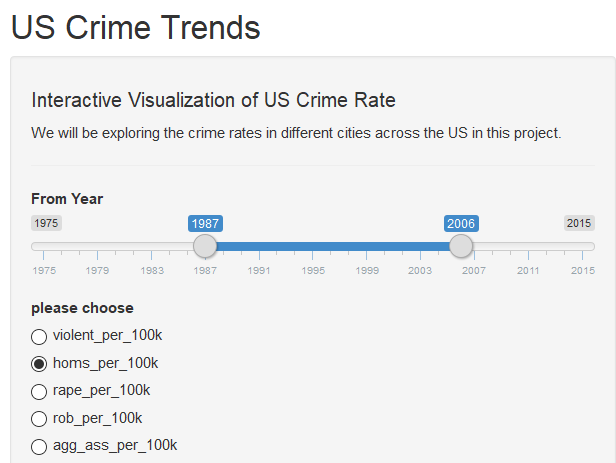 US Crime Trends
Interactive Visualization of US Crime Rate
We will be exploring the crime rates in different cities across the US in this project.
From Year
1975 1987 2006 2015
1975 1979 1983 1987 1991 1995 1999 2003 2007 2011 2015
please choose
violent_per_100k
homs_per_100k
rape_per_100k
rob_per_100k
agg_ass_per_100k